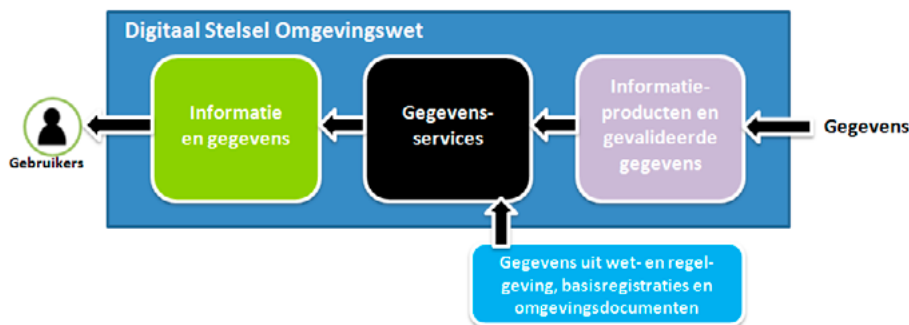 Digitaal Stelsel Omgevingswet
Gebruikers
Informatie
en gegevens
Gegevens-
services
Informatie-
producten en
gevalideerde
gegevens
Gegevens
Gegevens uit wet- en regel-
geving, basisregistraties en
omgevingsdocumenten